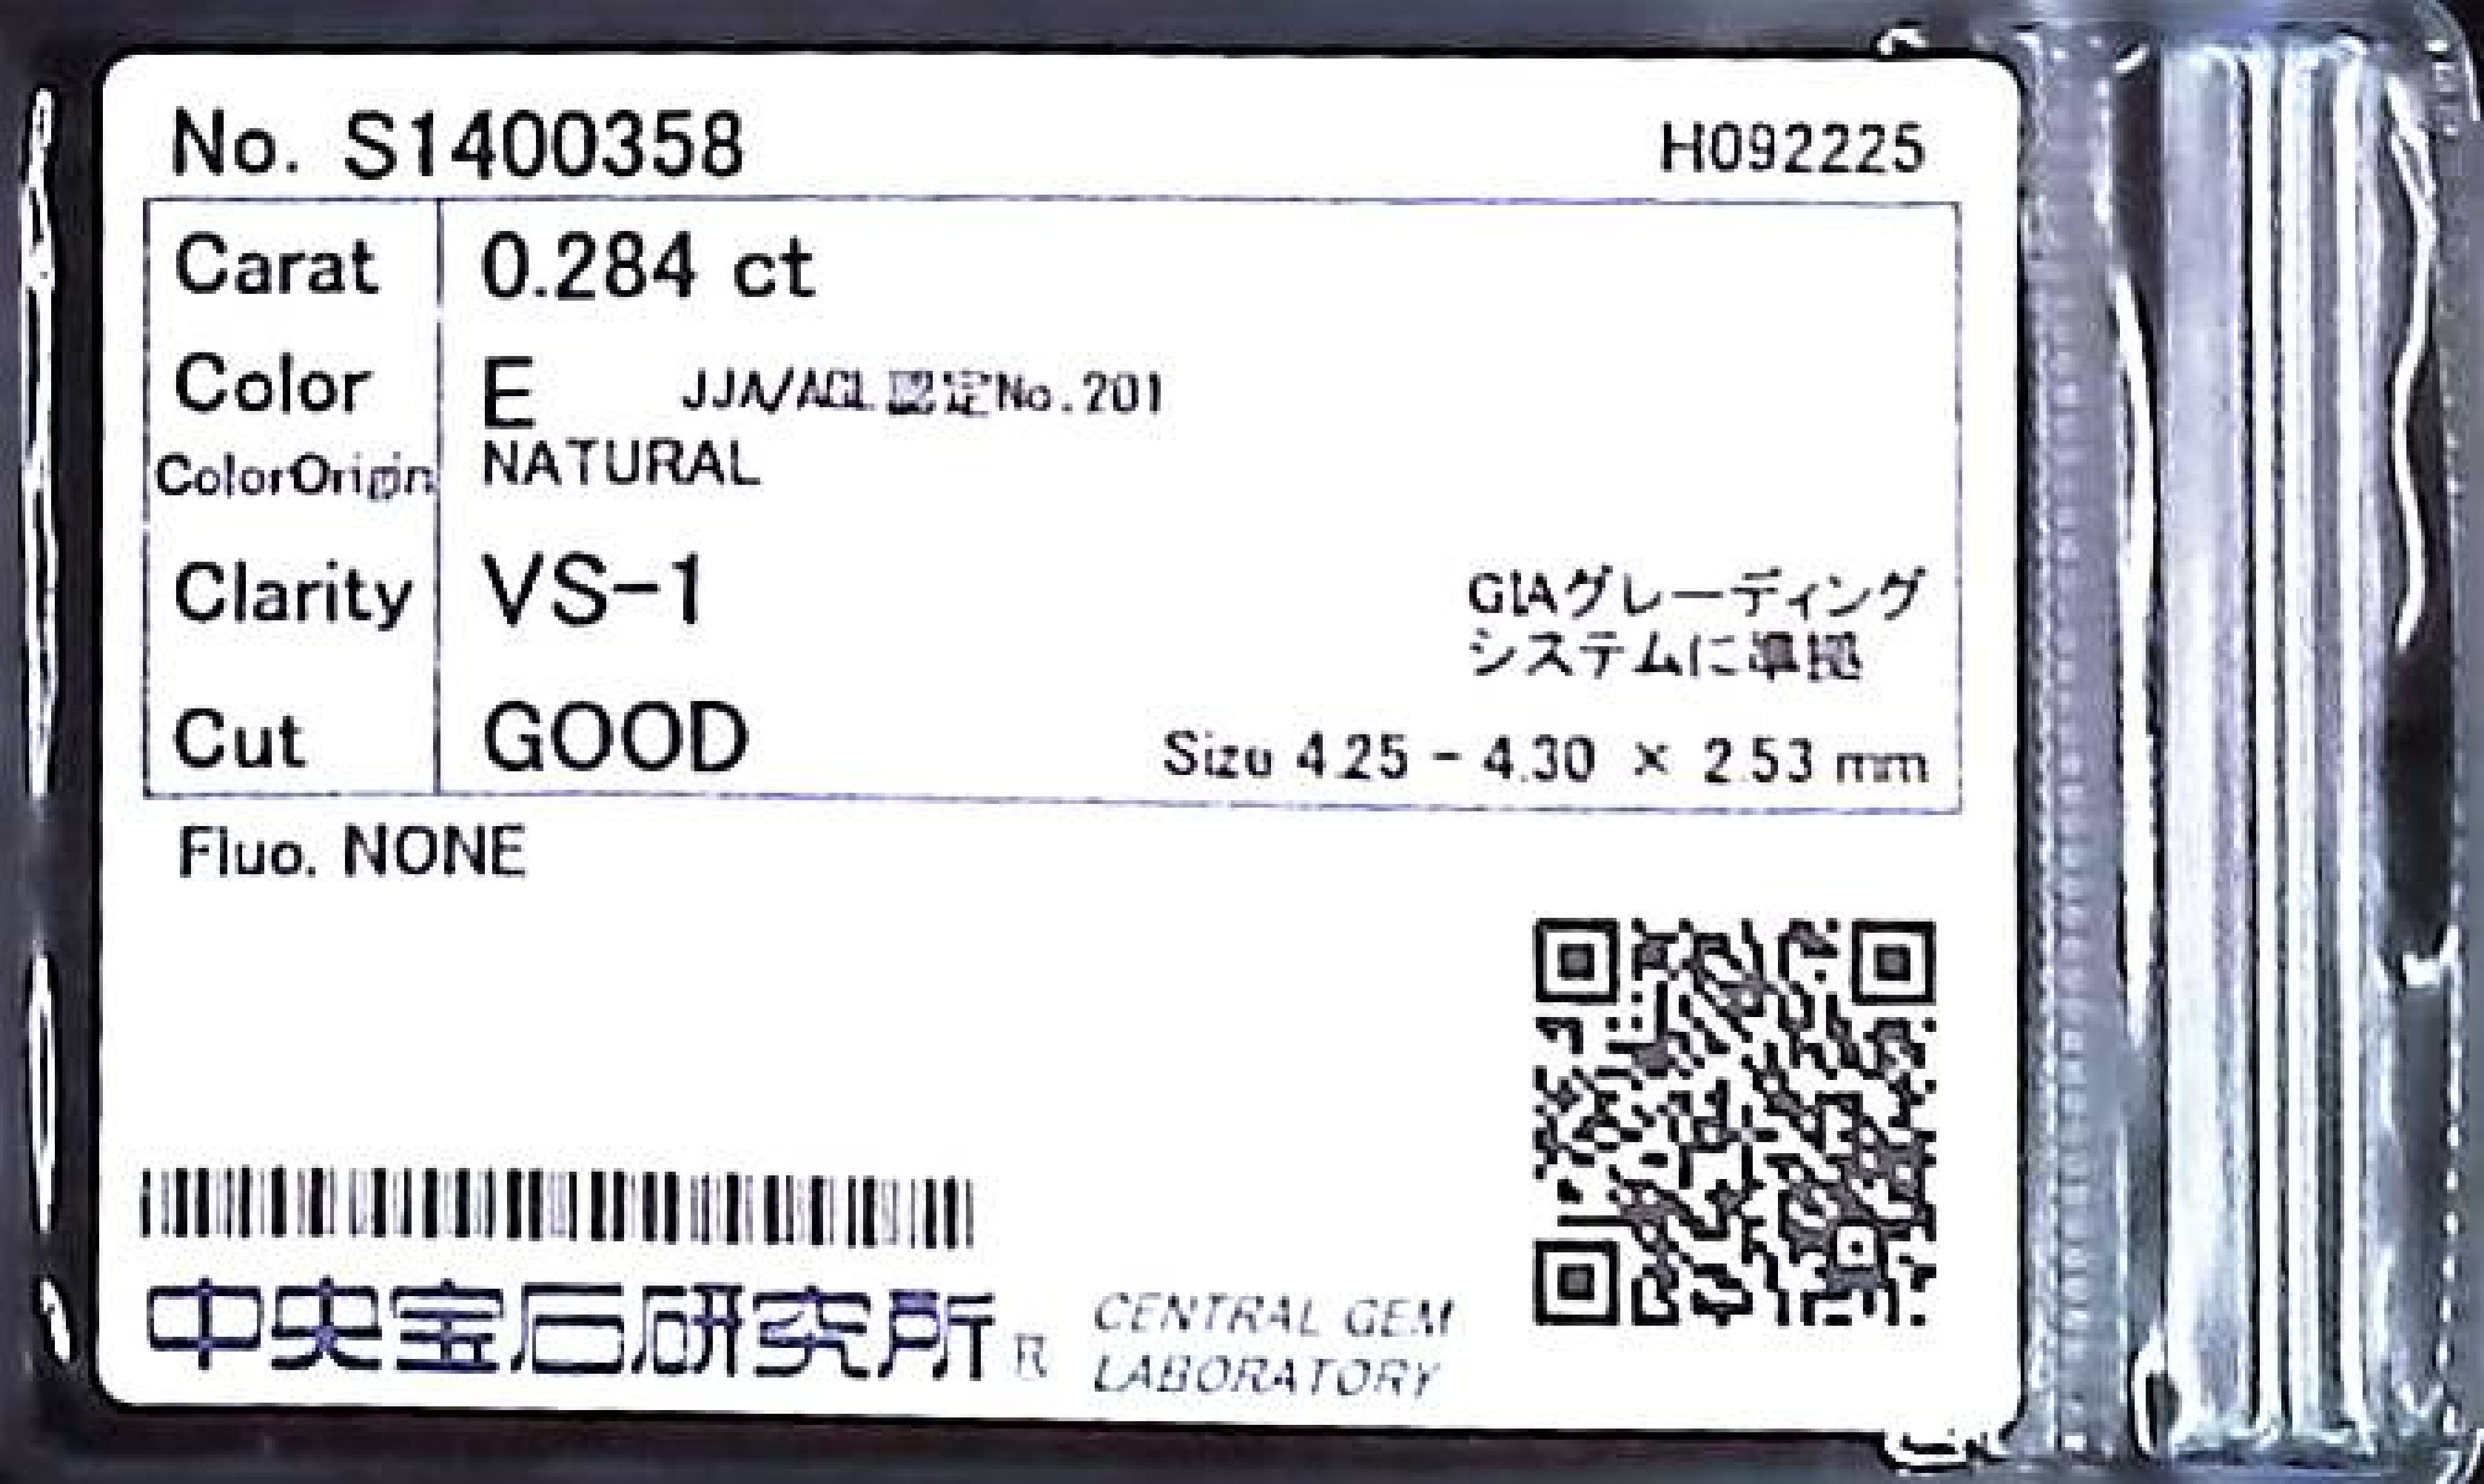 No. S1400358
H092225
Carat 0.284 ct
Color E JJA/AGL認定No.201
ColorOrigin NATURAL
Clarity VS-1
GIAグレーディング
システムに準拠
Cut GOOD
Size 4.25 - 4.30 × 2.53 mm
Fluo. NONE
中央宝石研究所 R
CENTRAL GEM
LABORATORY